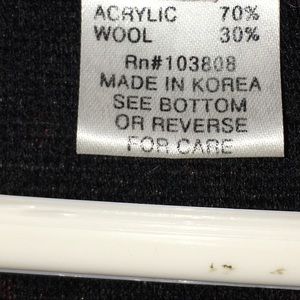 ACRYLIC 70%
WOOL 30%
Rn#103808
MADE IN KOREA
SEE BOTTOM
OR REVERSE
FOR CARE